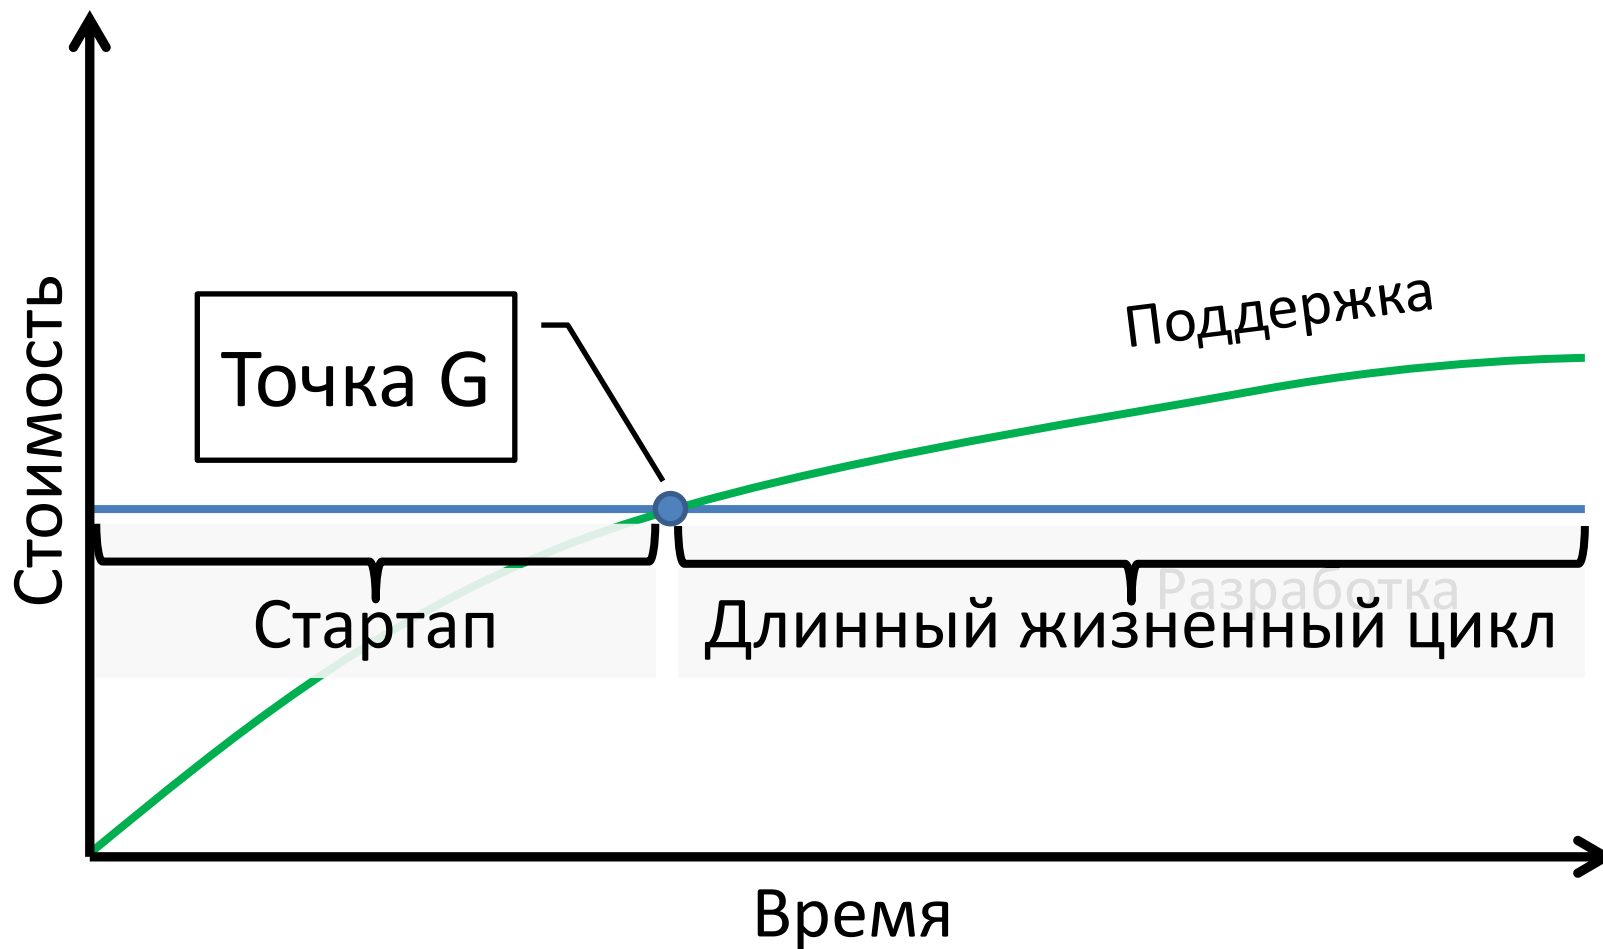 Стоимость
Точка G
Поддержка
Разработка
Стартап
Длинный жизненный цикл
Время